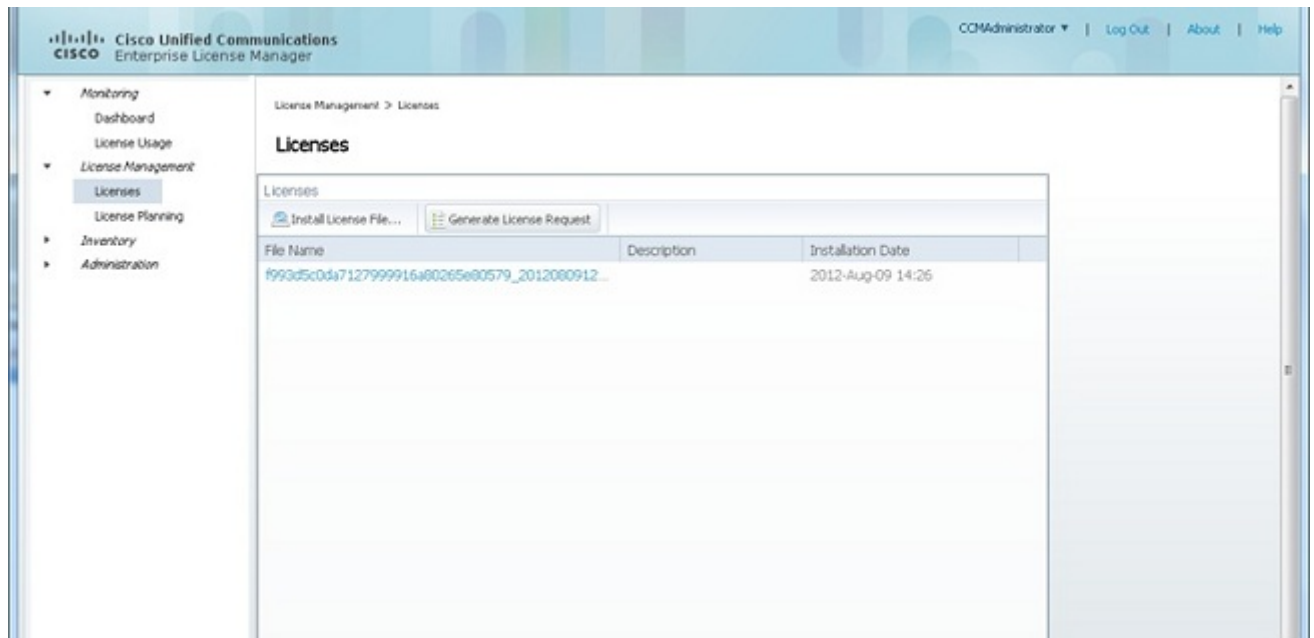 CCMAdministrator ▼ | Log Out | About | Help
CISCO
Cisco Unified Communications
Enterprise License Manager
Monitoring
Dashboard
License Usage
License Management
Licenses
License Planning
Inventory
Administration
License Management > Licenses
Licenses
Licenses
Install License File...
Generate License Request
File Name Description Installation Date
f993d5c0da7127999916a80265e80579_2012080912... 2012-Aug-09 14:26